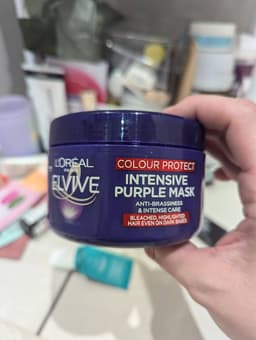 L'ORÉAL
ELVIVE
COLOUR PROTECT
INTENSIVE
PURPLE MASK
ANTI-BRASSINESS
& INTENSE CARE
BLEACHED, HIGHLIGHTED
HAIR EVEN ON DARK BASES